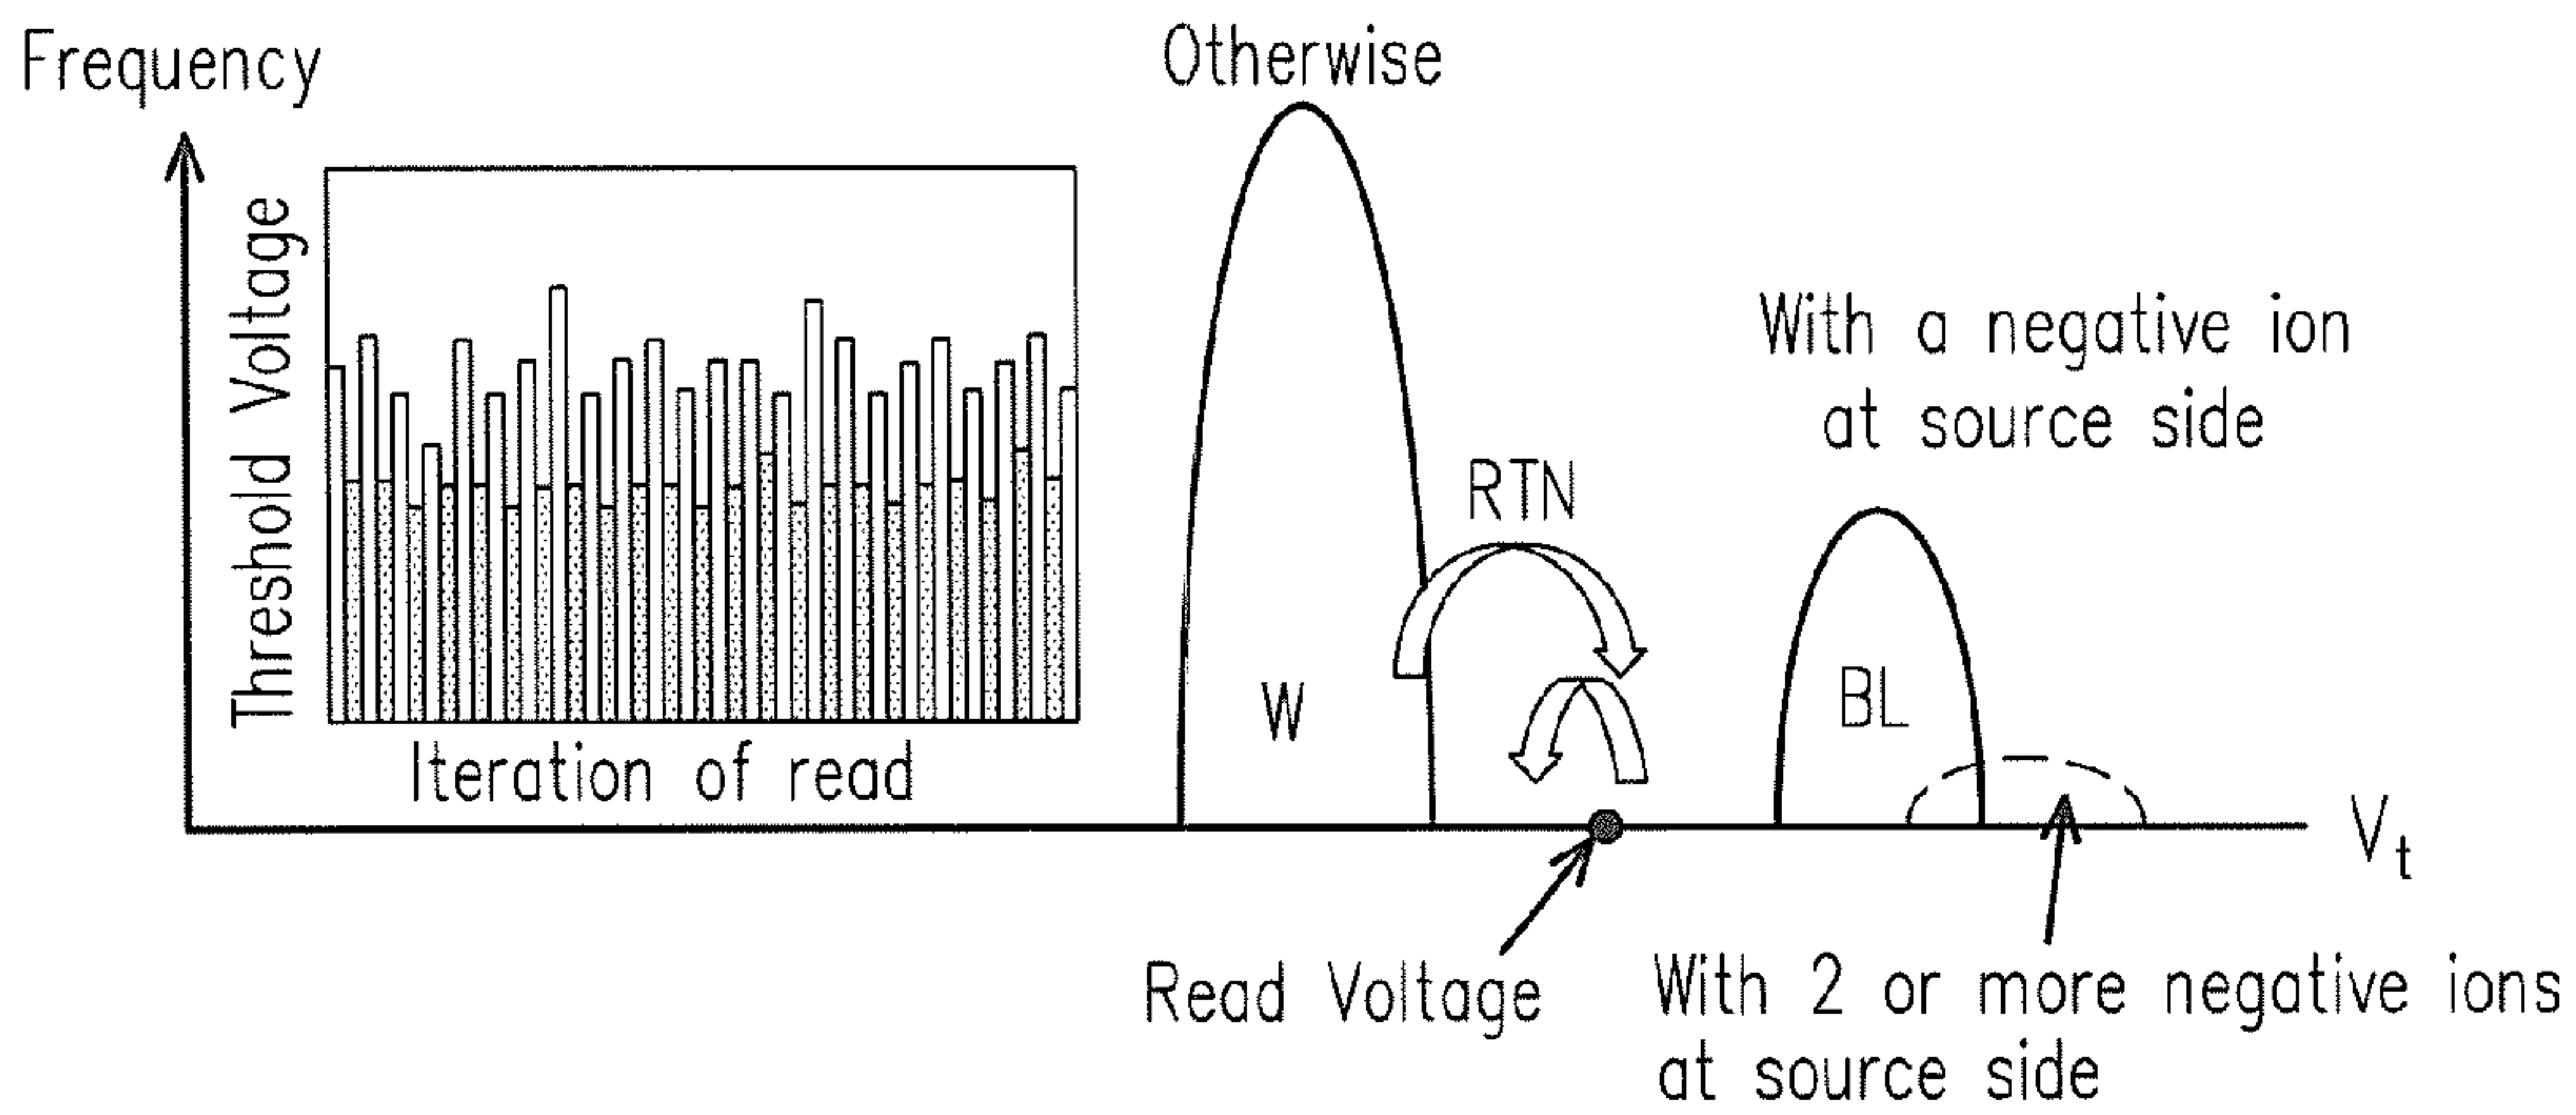 Frequency
Otherwise
Threshold Voltage
Iteration of read
W
RTN
With a negative ion
at source side
BL
Vt
Read Voltage
With 2 or more negative ions
at source side